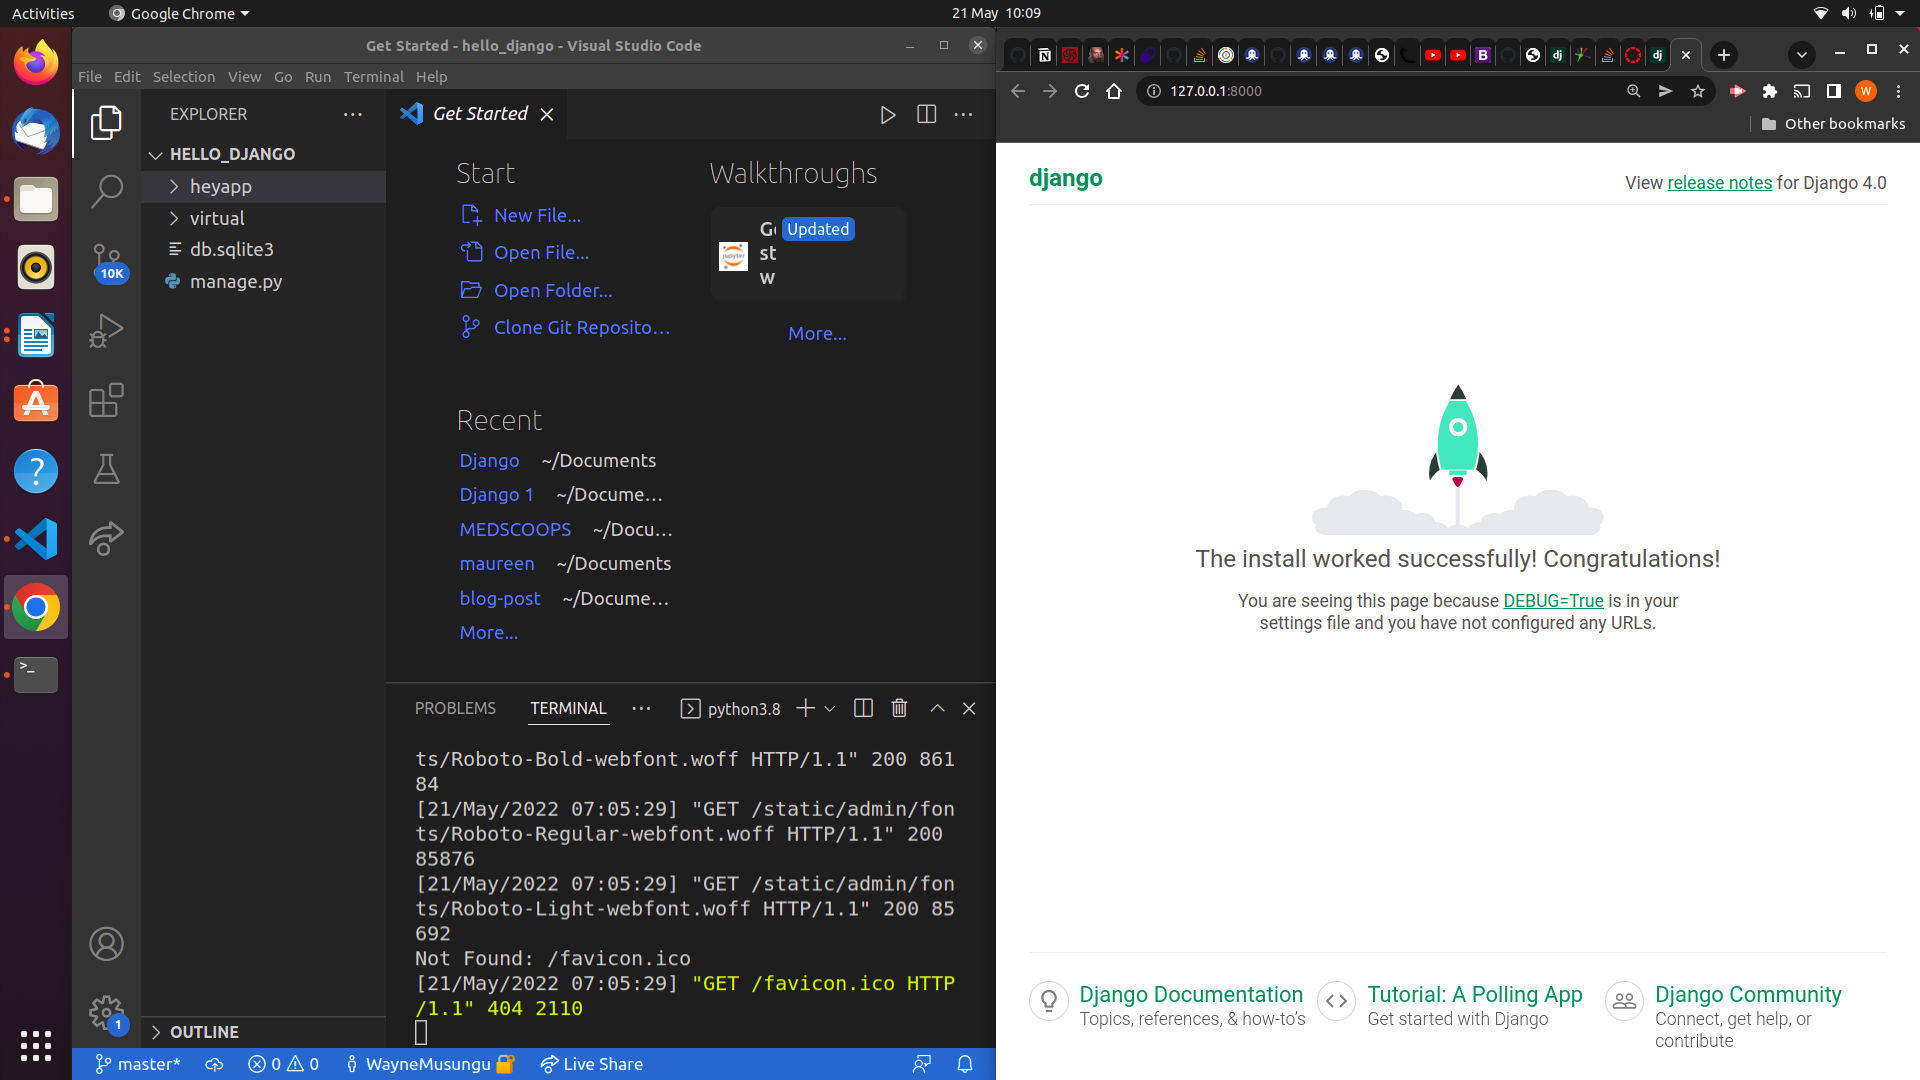 Activities
Google Chrome
21 May 10:09
Get Started - hello_django - Visual Studio Code
File Edit Selection View Go Run Terminal Help
EXPLORER
HELLO_DJANGO
heyapp
virtual
db.sqlite3
manage.py
10K
1
OUTLINE
Get Started
Start
New File...
Open File...
Open Folder...
Clone Git Reposito...
Walkthroughs
Updated
st
w
More...
Recent
Django ~/Documents
Django 1 ~/Docume...
MEDSCOOPS ~/Docu...
maureen ~/Documents
blog-post ~/Docume...
More...
PROBLEMS TERMINAL python3.8
ts/Roboto-Bold-webfont.woff HTTP/1.1" 200 861
84
[21/May/2022 07:05:29] "GET /static/admin/fon
ts/Roboto-Regular-webfont.woff HTTP/1.1" 200
85876
[21/May/2022 07:05:29] "GET /static/admin/fon
ts/Roboto-Light-webfont.woff HTTP/1.1" 200 85
692
Not Found: /favicon.ico
[21/May/2022 07:05:29] "GET /favicon.ico HTTP
/1.1" 404 2110
master* 0 0 WayneMusungu Live Share
127.0.0.1:8000
W
Other bookmarks
django
View release notes for Django 4.0
The install worked successfully! Congratulations!
You are seeing this page because DEBUG=True is in your
settings file and you have not configured any URLs.
Django Documentation
Topics, references, & how-to's
Tutorial: A Polling App
Get started with Django
Django Community
Connect, get help, or
contribute